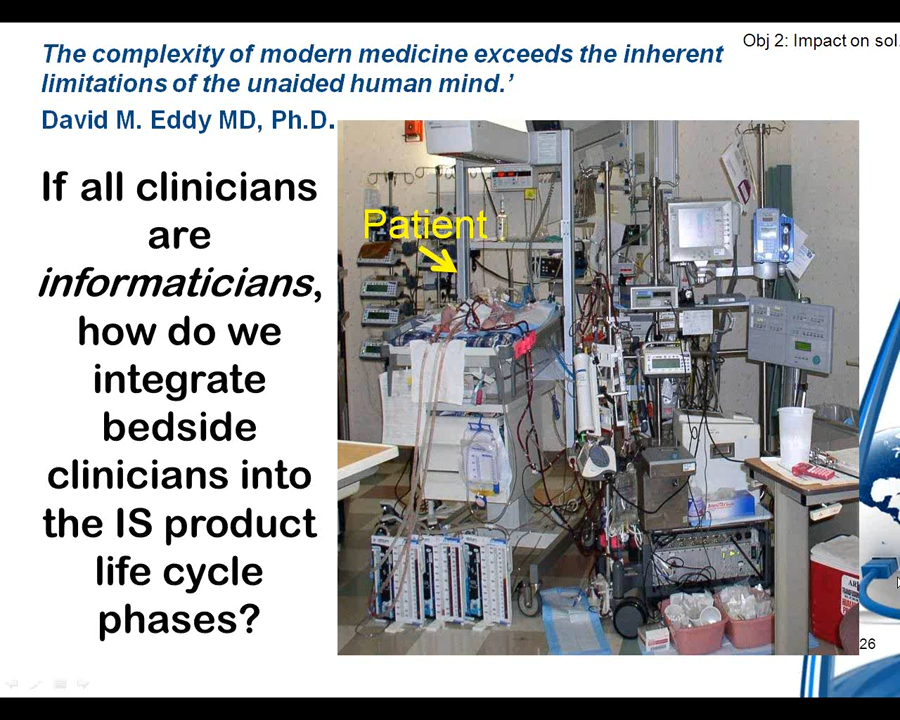 The complexity of modern medicine exceeds the inherent
limitations of the unaided human mind.’
David M. Eddy MD, Ph.D.
Obj 2: Impact on sol.
If all clinicians
are
informaticians,
how do we
integrate
bedside
clinicians into
the IS product
life cycle
phases?
Patient
26